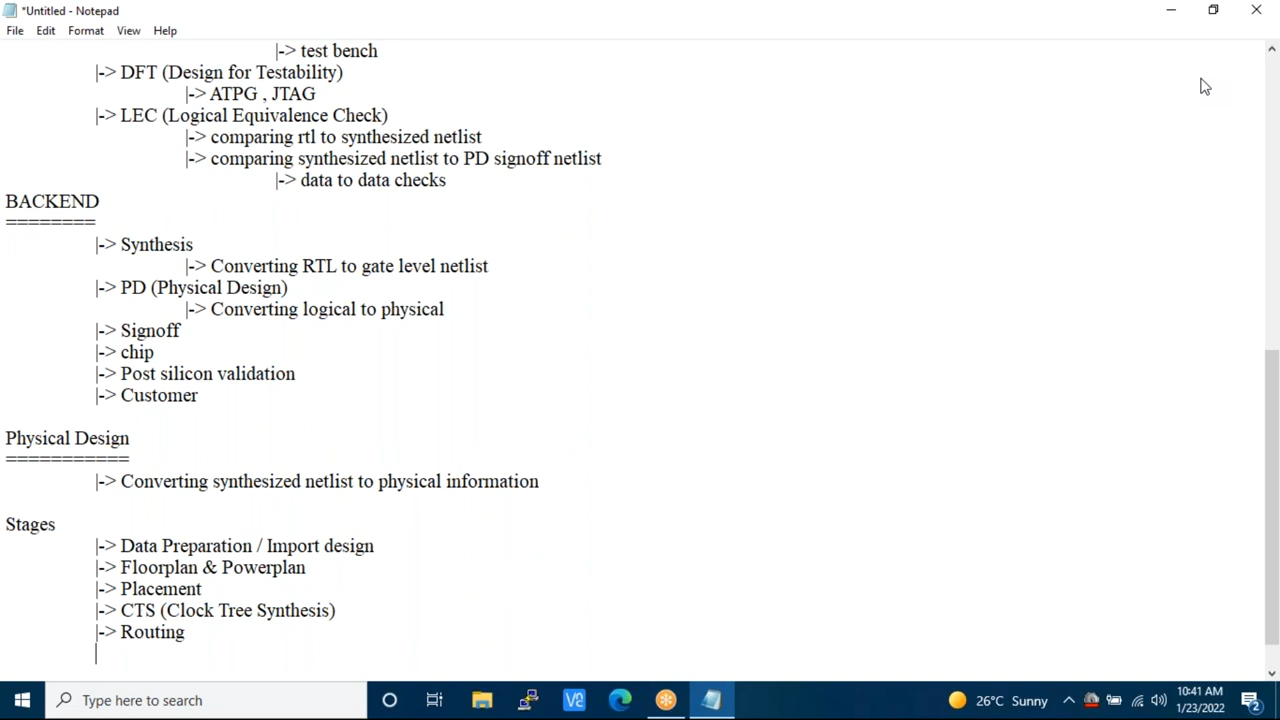 *Untitled - Notepad
File Edit Format View Help
|-> test bench
|-> DFT (Design for Testability)
|-> ATPG , JTAG
|-> LEC (Logical Equivalence Check)
|-> comparing rtl to synthesized netlist
|-> comparing synthesized netlist to PD signoff netlist
|-> data to data checks
BACKEND
========
|-> Synthesis
|-> Converting RTL to gate level netlist
|-> PD (Physical Design)
|-> Converting logical to physical
|-> Signoff
|-> chip
|-> Post silicon validation
|-> Customer
Physical Design
===========
|-> Converting synthesized netlist to physical information
Stages
|-> Data Preparation / Import design
|-> Floorplan & Powerplan
|-> Placement
|-> CTS (Clock Tree Synthesis)
|-> Routing
Type here to search
26°C Sunny
10:41 AM
1/23/2022
2